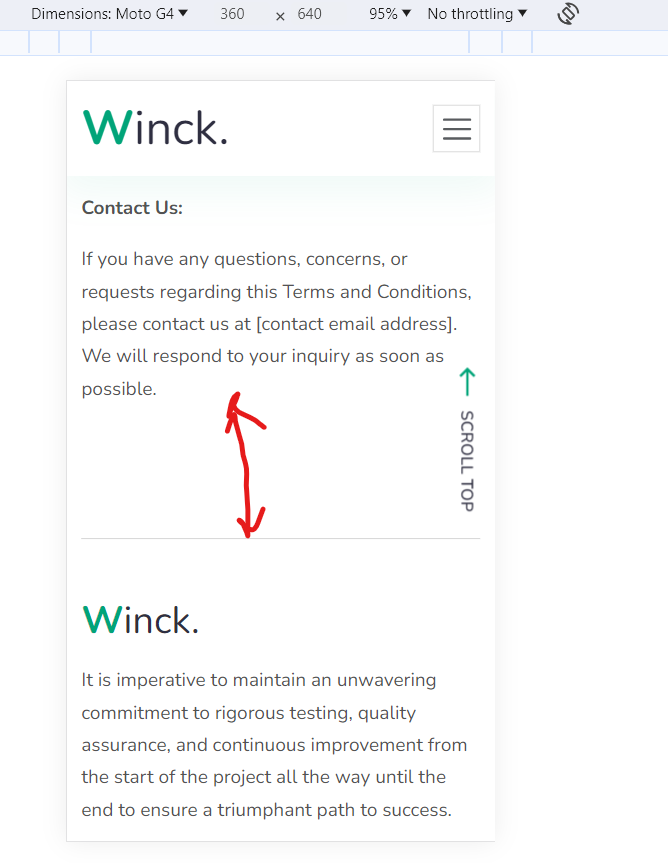 Dimensions: Moto G4 ▼ 360 × 640 95% ▼ No throttling ▼
Winck.
Contact Us:
If you have any questions, concerns, or
requests regarding this Terms and Conditions,
please contact us at [contact email address].
We will respond to your inquiry as soon as
possible.
SCROLL TOP
Winck.
It is imperative to maintain an unwavering
commitment to rigorous testing, quality
assurance, and continuous improvement from
the start of the project all the way until the
end to ensure a triumphant path to success.